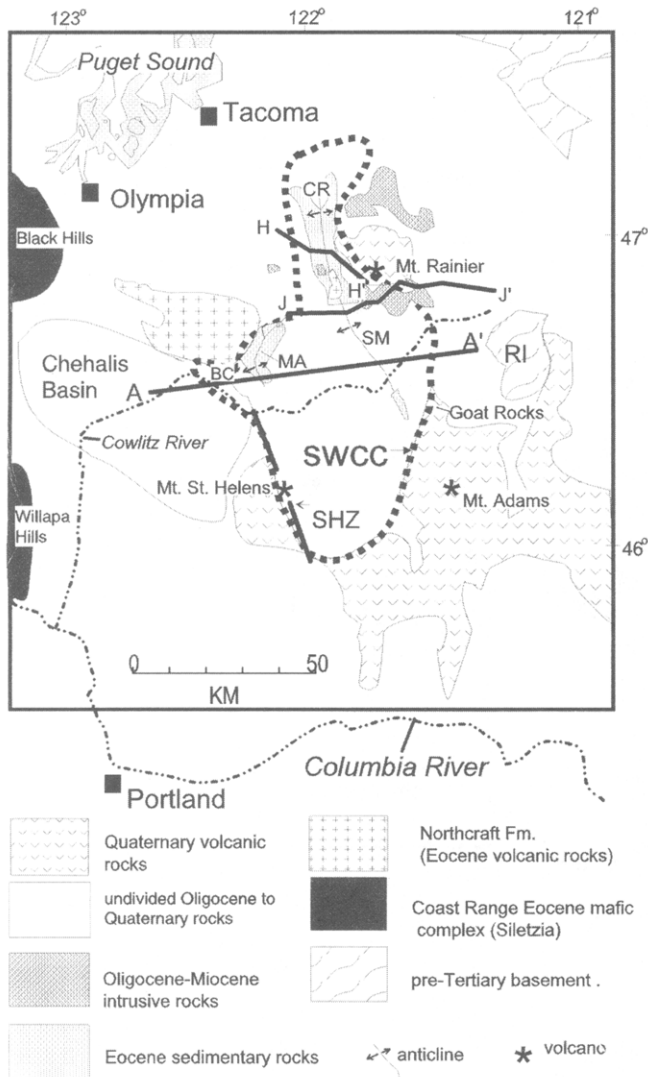 123°
122°
121°
Puget Sound
Tacoma
Olympia
CR
Black Hills
H
47°
Mt. Rainier
H'
J
J'
SM
A'
RI
Chehalis
Basin
BC
MA
A
Goat Rocks
Cowlitz River
SWCC
Mt. St. Helens
Mt. Adams
SHZ
Willapa
Hills
46°
0
50
KM
Columbia River
Portland
Quaternary volcanic
rocks
Northcraft Fm.
(Eocene volcanic rocks)
undivided Oligocene to
Quaternary rocks
Coast Range Eocene mafic
complex (Siletzia)
Oligocene-Miocene
intrusive rocks
pre-Tertiary basement .
Eocene sedimentary rocks
anticline
volcano